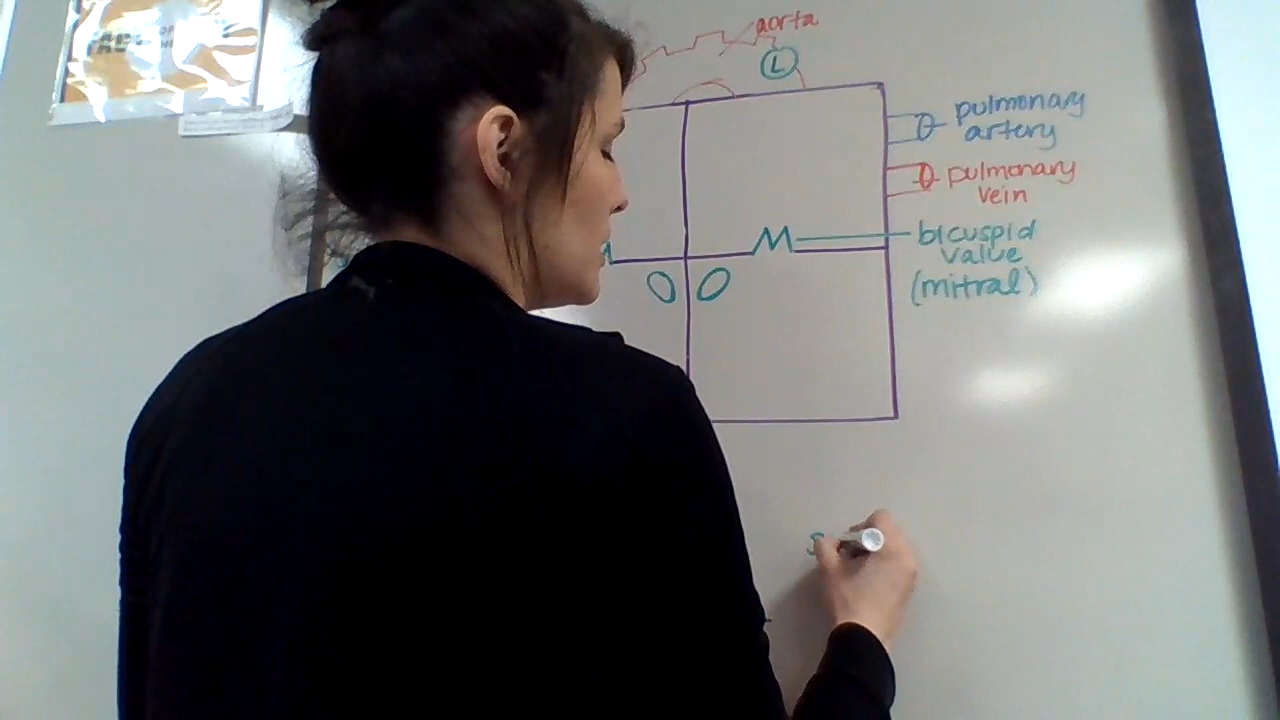 aorta
L
pulmonary
artery
pulmonary
vein
bicuspid
valve
(mitral)
S